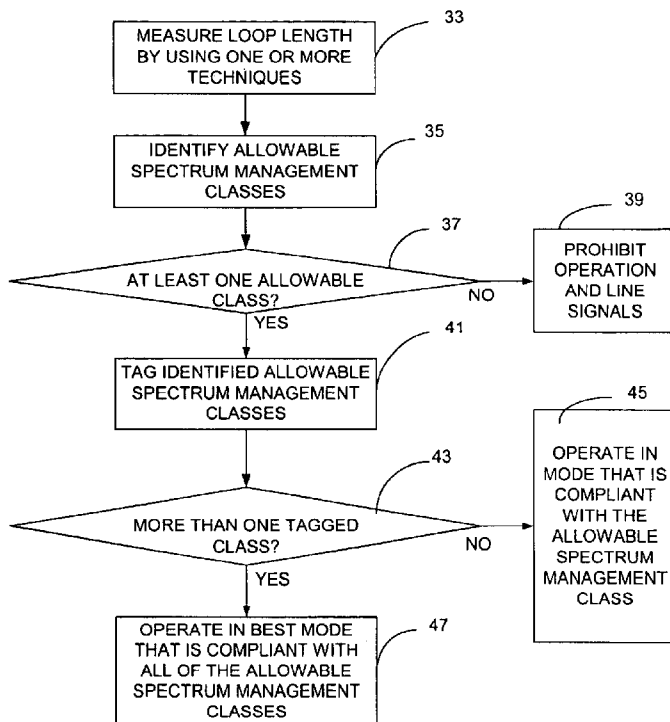 MEASURE LOOP LENGTH
BY USING ONE OR MORE
TECHNIQUES
33
IDENTIFY ALLOWABLE
SPECTRUM MANAGEMENT
CLASSES
35
AT LEAST ONE ALLOWABLE
CLASS?
37
NO
YES
PROHIBIT
OPERATION
AND LINE
SIGNALS
39
TAG IDENTIFIED ALLOWABLE
SPECTRUM MANAGEMENT
CLASSES
41
MORE THAN ONE TAGGED
CLASS?
43
NO
YES
OPERATE IN
MODE THAT IS
COMPLIANT
WITH THE
ALLOWABLE
SPECTRUM
MANAGEMENT
CLASS
45
OPERATE IN BEST MODE
THAT IS COMPLIANT WITH
ALL OF THE ALLOWABLE
SPECTRUM MANAGEMENT
CLASSES
47